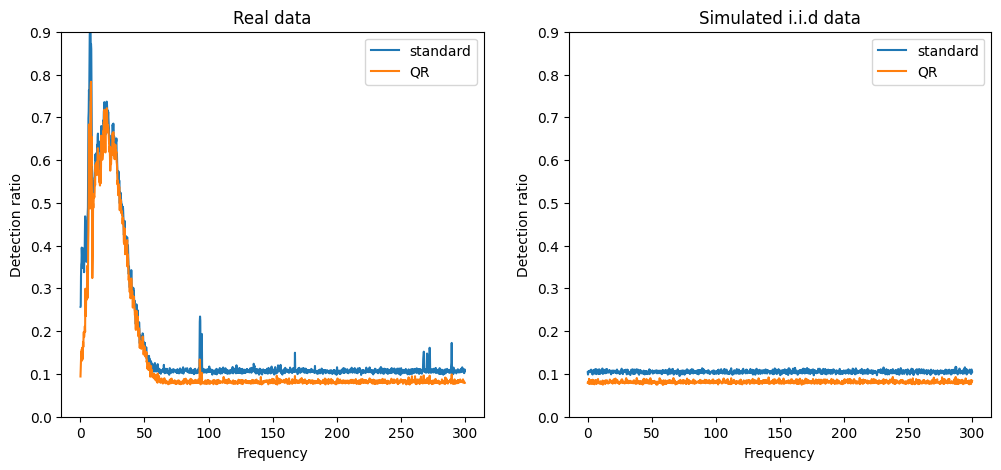 Real data
standard
QR
0.9
0.8
0.7
0.6
0.5
0.4
0.3
0.2
0.1
0.0
Detection ratio
0 50 100 150 200 250 300
Frequency
Simulated i.i.d data
standard
QR
0.9
0.8
0.7
0.6
0.5
0.4
0.3
0.2
0.1
0.0
Detection ratio
0 50 100 150 200 250 300
Frequency